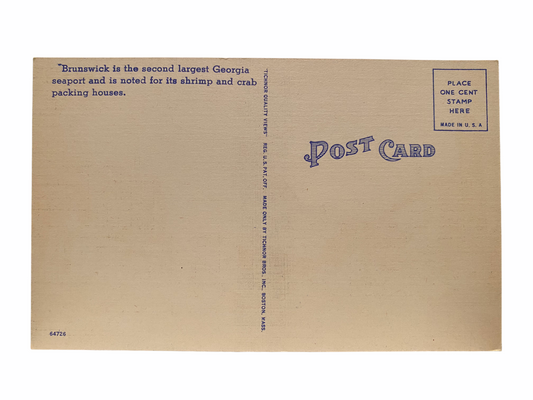 "Brunswick is the second largest Georgia
seaport and is noted for its shrimp and crab
packing houses.
"TICHNOR QUALITY VIEWS" REG. U. S. PAT. OFF. MADE ONLY BY TICHNOR BROS., INC., BOSTON, MASS.
PLACE
ONE CENT
STAMP
HERE
MADE IN U. S. A
POST CARD
64726